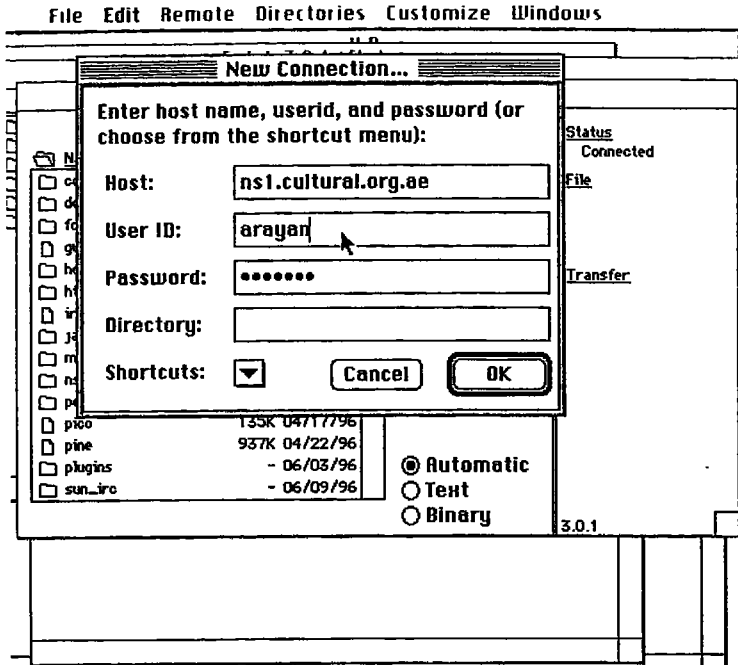 File Edit Remote Directories Customize Windows
New Connection...
Enter host name, userid, and password (or
choose from the shortcut menu):
Host: ns1.cultural.org.ae
User ID: arayan
Password: •••••••
Directory:
Shortcuts: Cancel OK
Status
Connected
File
Transfer
pico 135K 04/17/96
pine 937K 04/22/96
plugins - 06/03/96
sun_irc - 06/09/96
Automatic
Text
Binary
3.0.1